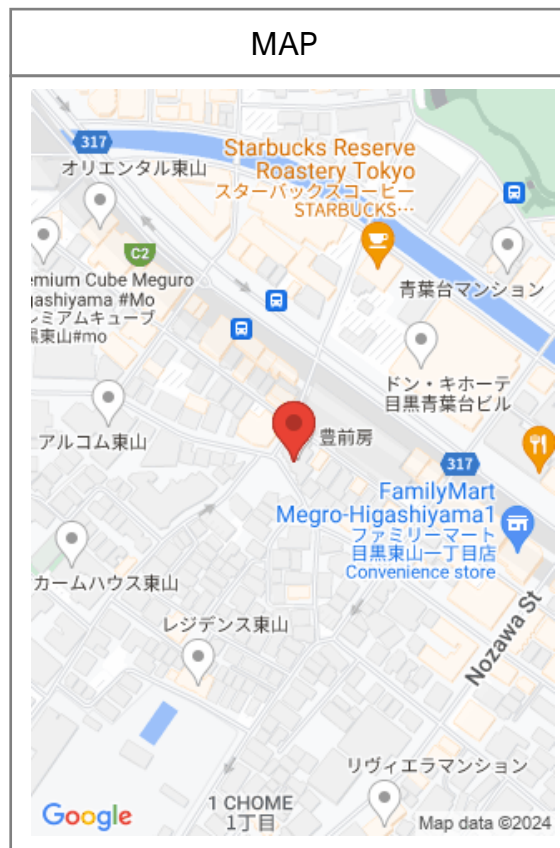 MAP
317
オリエンタル東山
Starbucks Reserve
Roastery Tokyo
スターバックスコービー
STARBUCKS…
C2
emium Cube Meguro
gashiyama #Mo
レミアムキューブ
黒東山#mo
青葉台マンション
ドン・キホーテ
目黒青葉台ビル
アルコム東山
豊前房
317
FamilyMart
Megro-Higashiyama1
ファミリーマート
目黒東山一丁目店
Convenience store
カームハウス東山
レジデンス東山
Nozawa St
リヴィエラマンション
1 CHOME
1丁目
Google
Map data ©2024